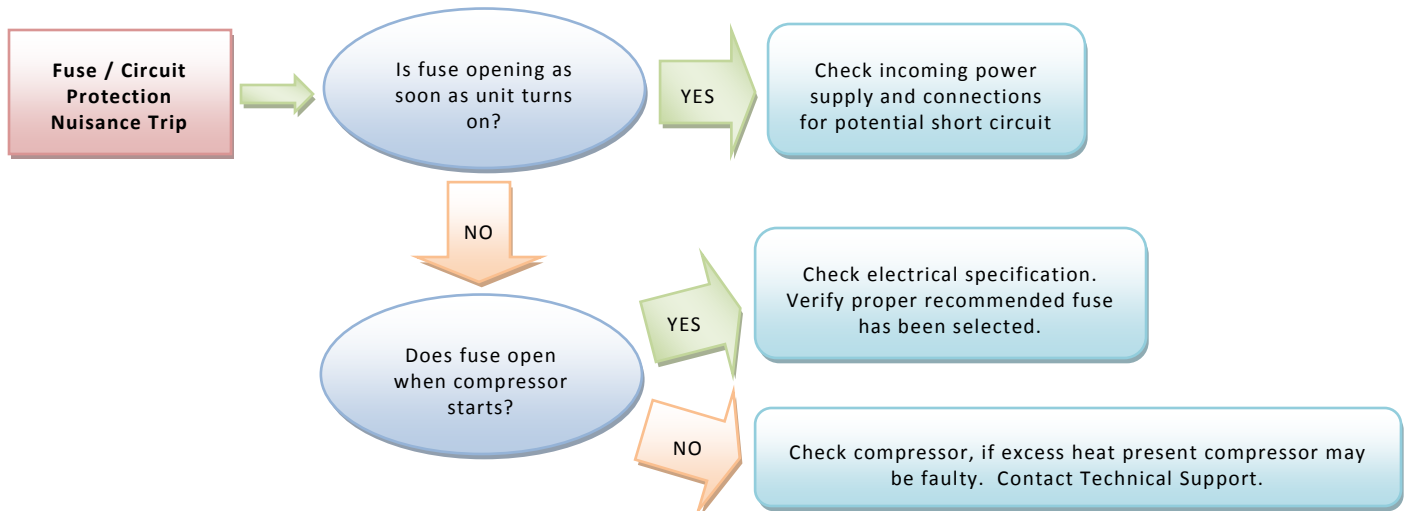 Fuse / Circuit
Protection
Nuisance Trip
Is fuse opening as
soon as unit turns
on?
YES
Check incoming power
supply and connections
for potential short circuit
NO
Does fuse open
when compressor
starts?
YES
Check electrical specification.
Verify proper recommended fuse
has been selected.
NO
Check compressor, if excess heat present compressor may
be faulty. Contact Technical Support.